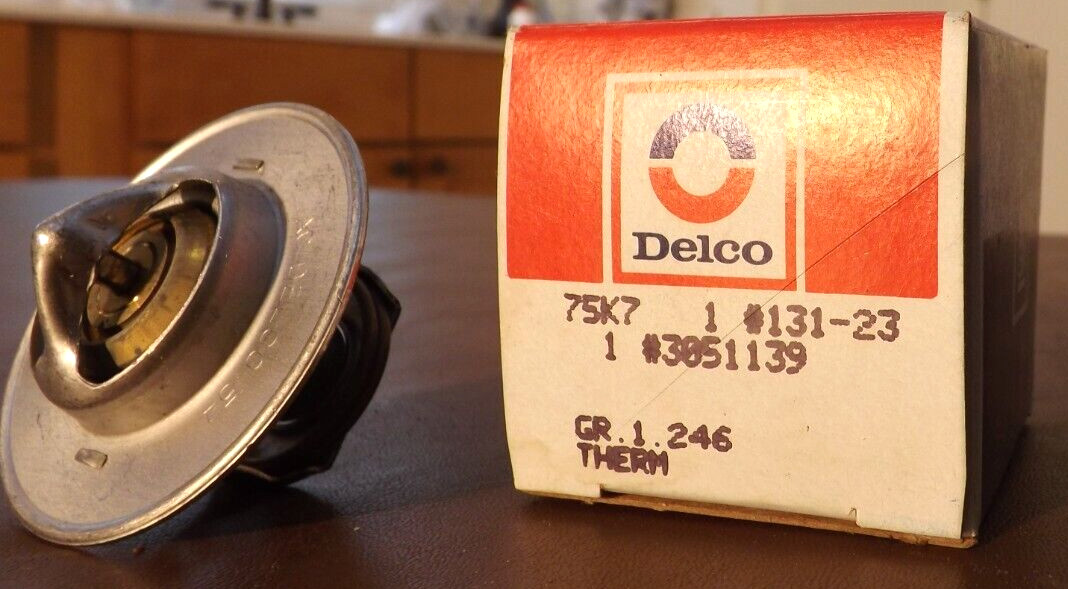 Delco
75K7 1 #131-23
1 #3051139
GR.1.246
THERM